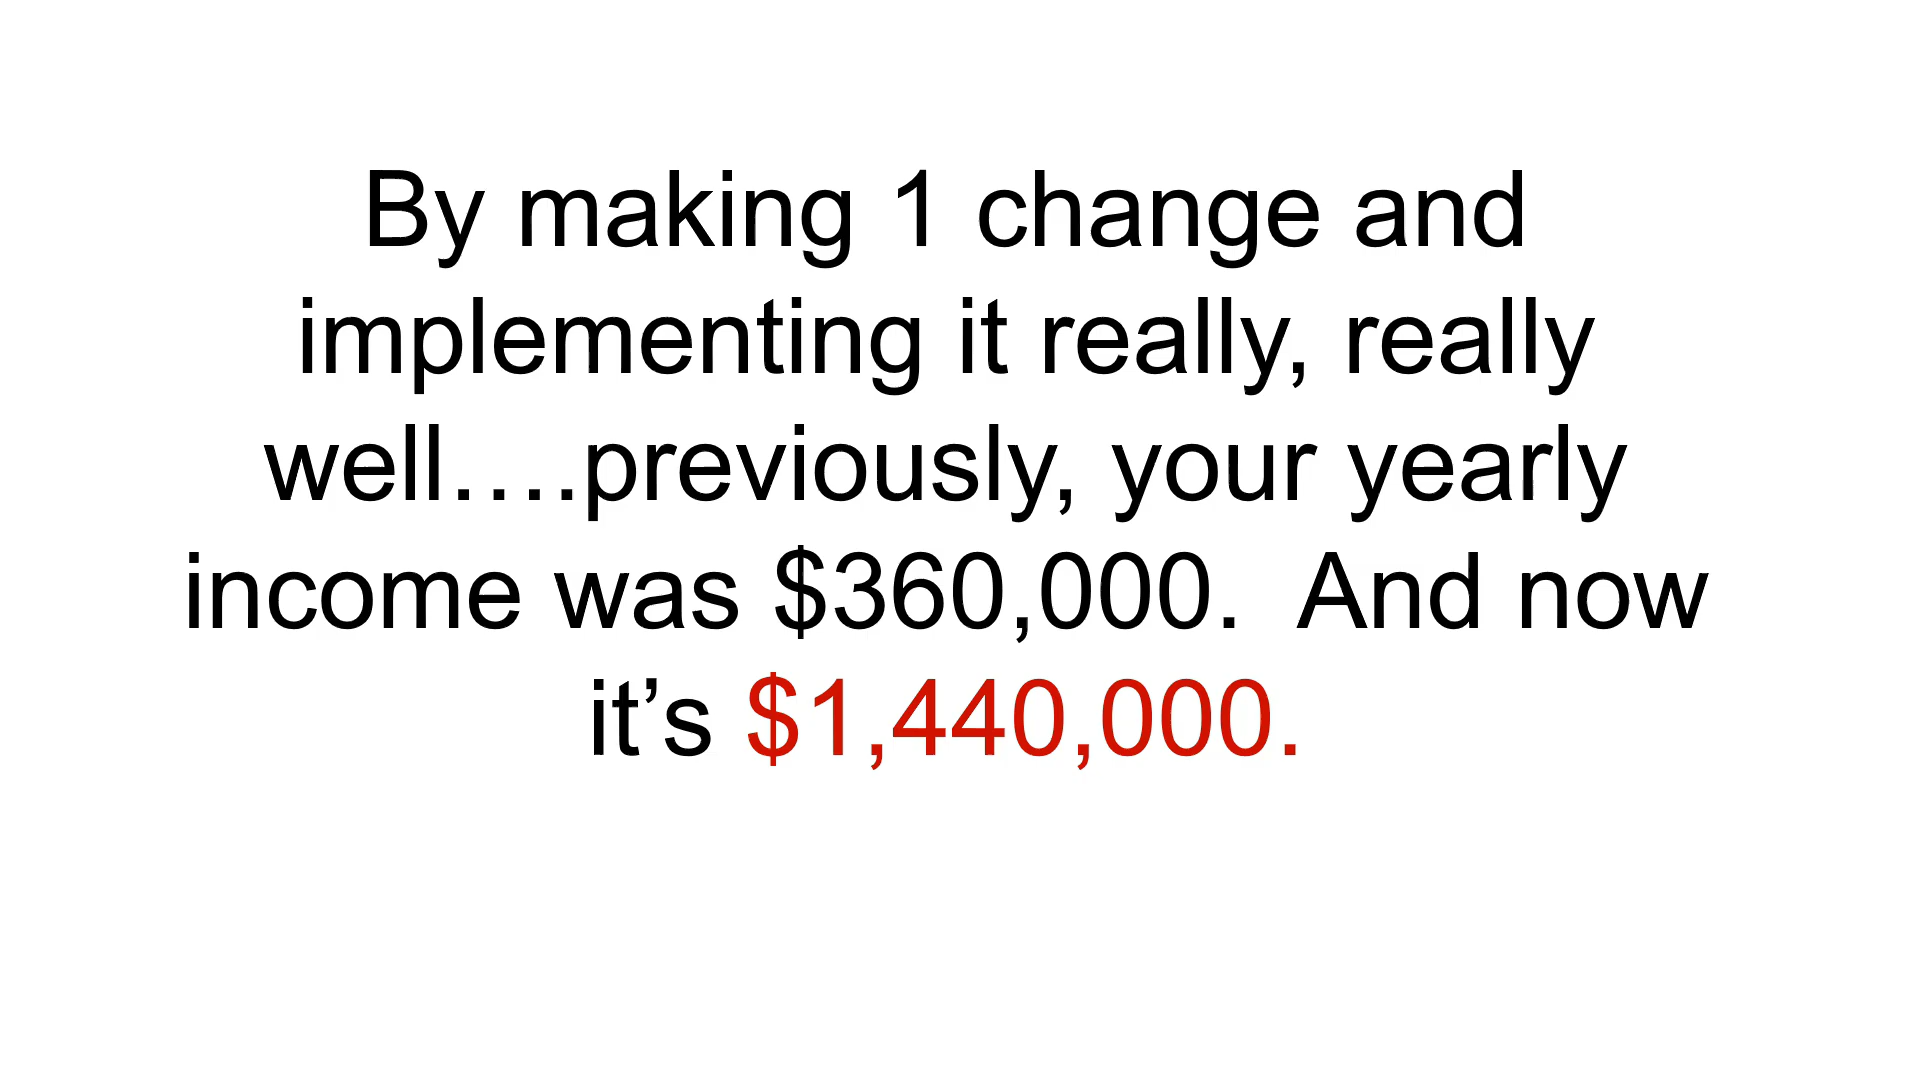 By making 1 change and
implementing it really, really
well….previously, your yearly
income was $360,000.  And now
it’s $1,440,000.